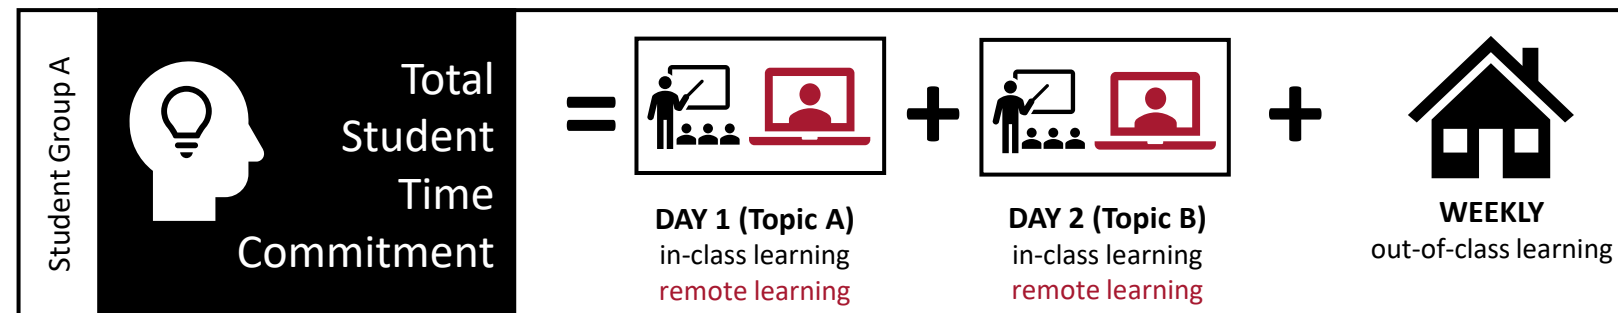 Student Group A
Total
Student
Time
Commitment
=
+
+
DAY 1 (Topic A)
in-class learning
remote learning
DAY 2 (Topic B)
in-class learning
remote learning
WEEKLY
out-of-class learning